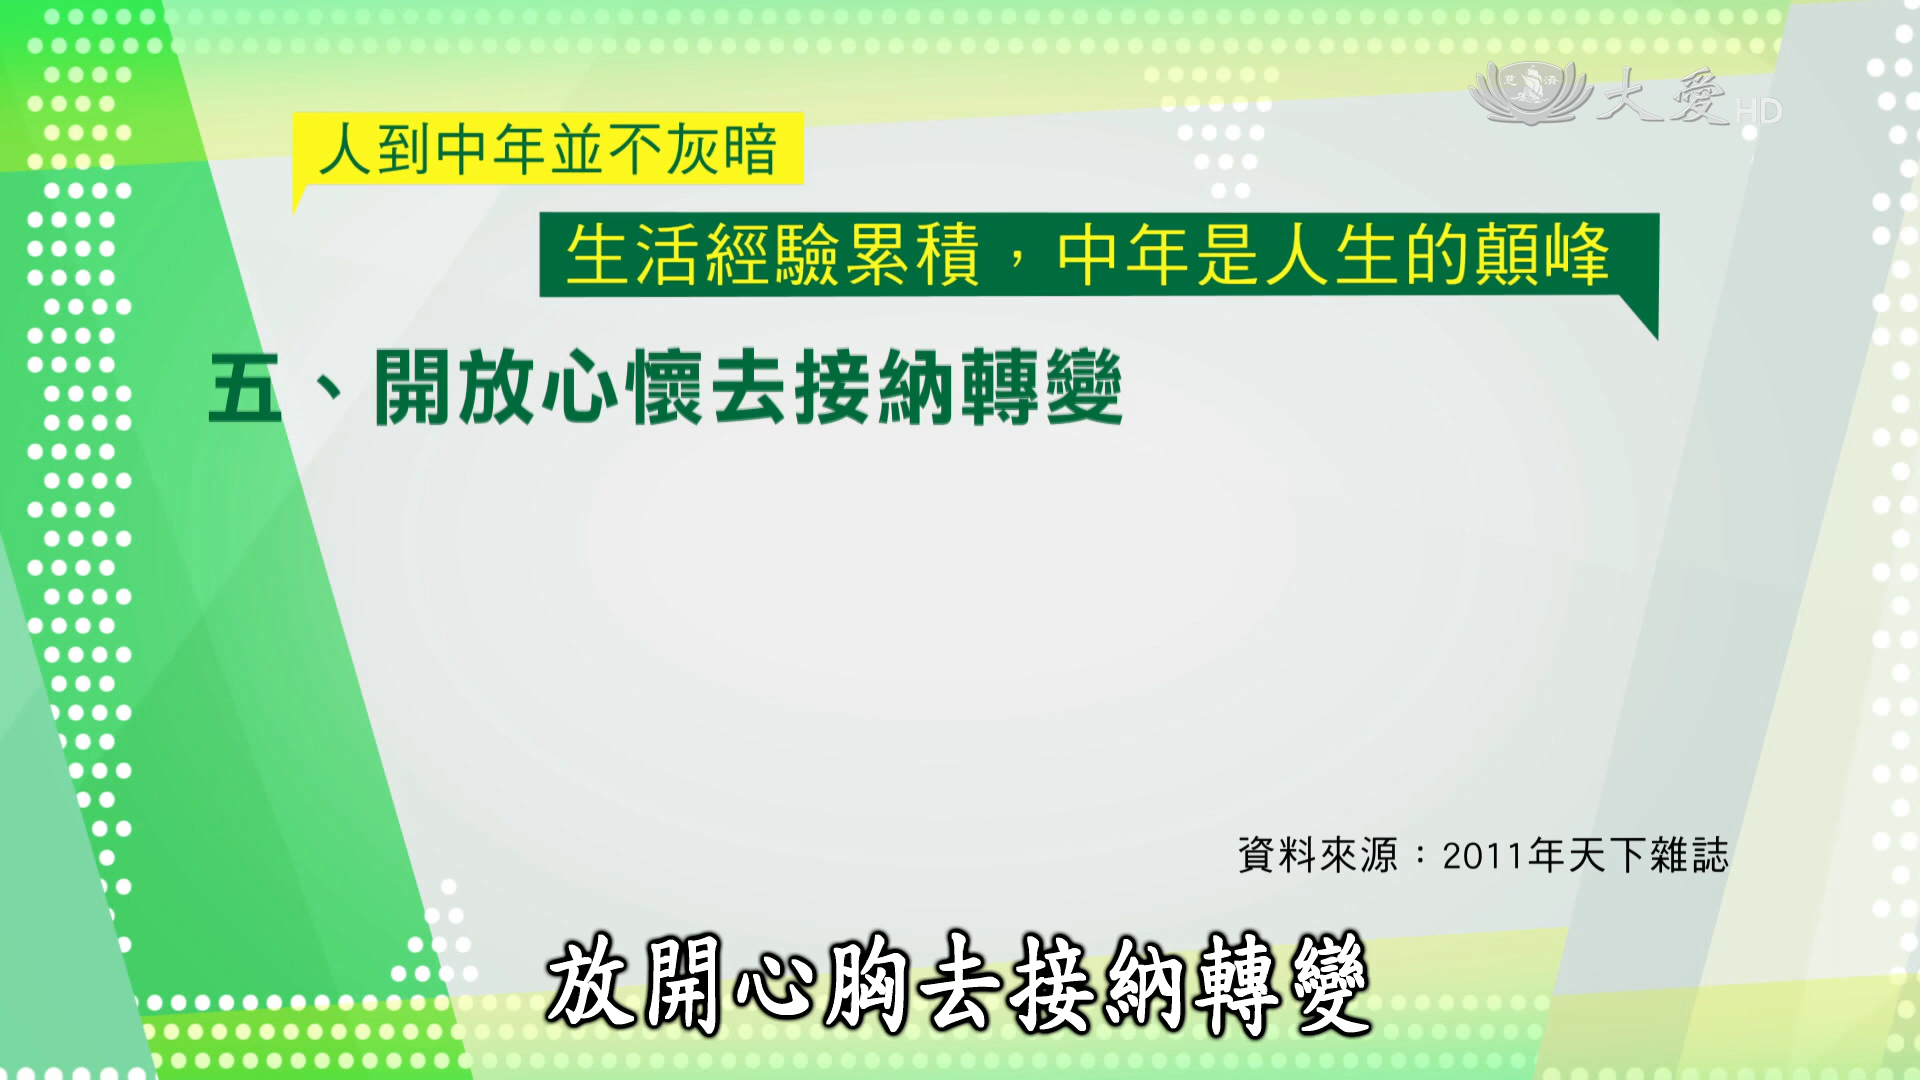 大愛HD
人到中年並不灰暗
生活經驗累積，中年是人生的顛峰
五、開放心懷去接納轉變
資料來源：2011年天下雜誌
放開心胸去接納轉變